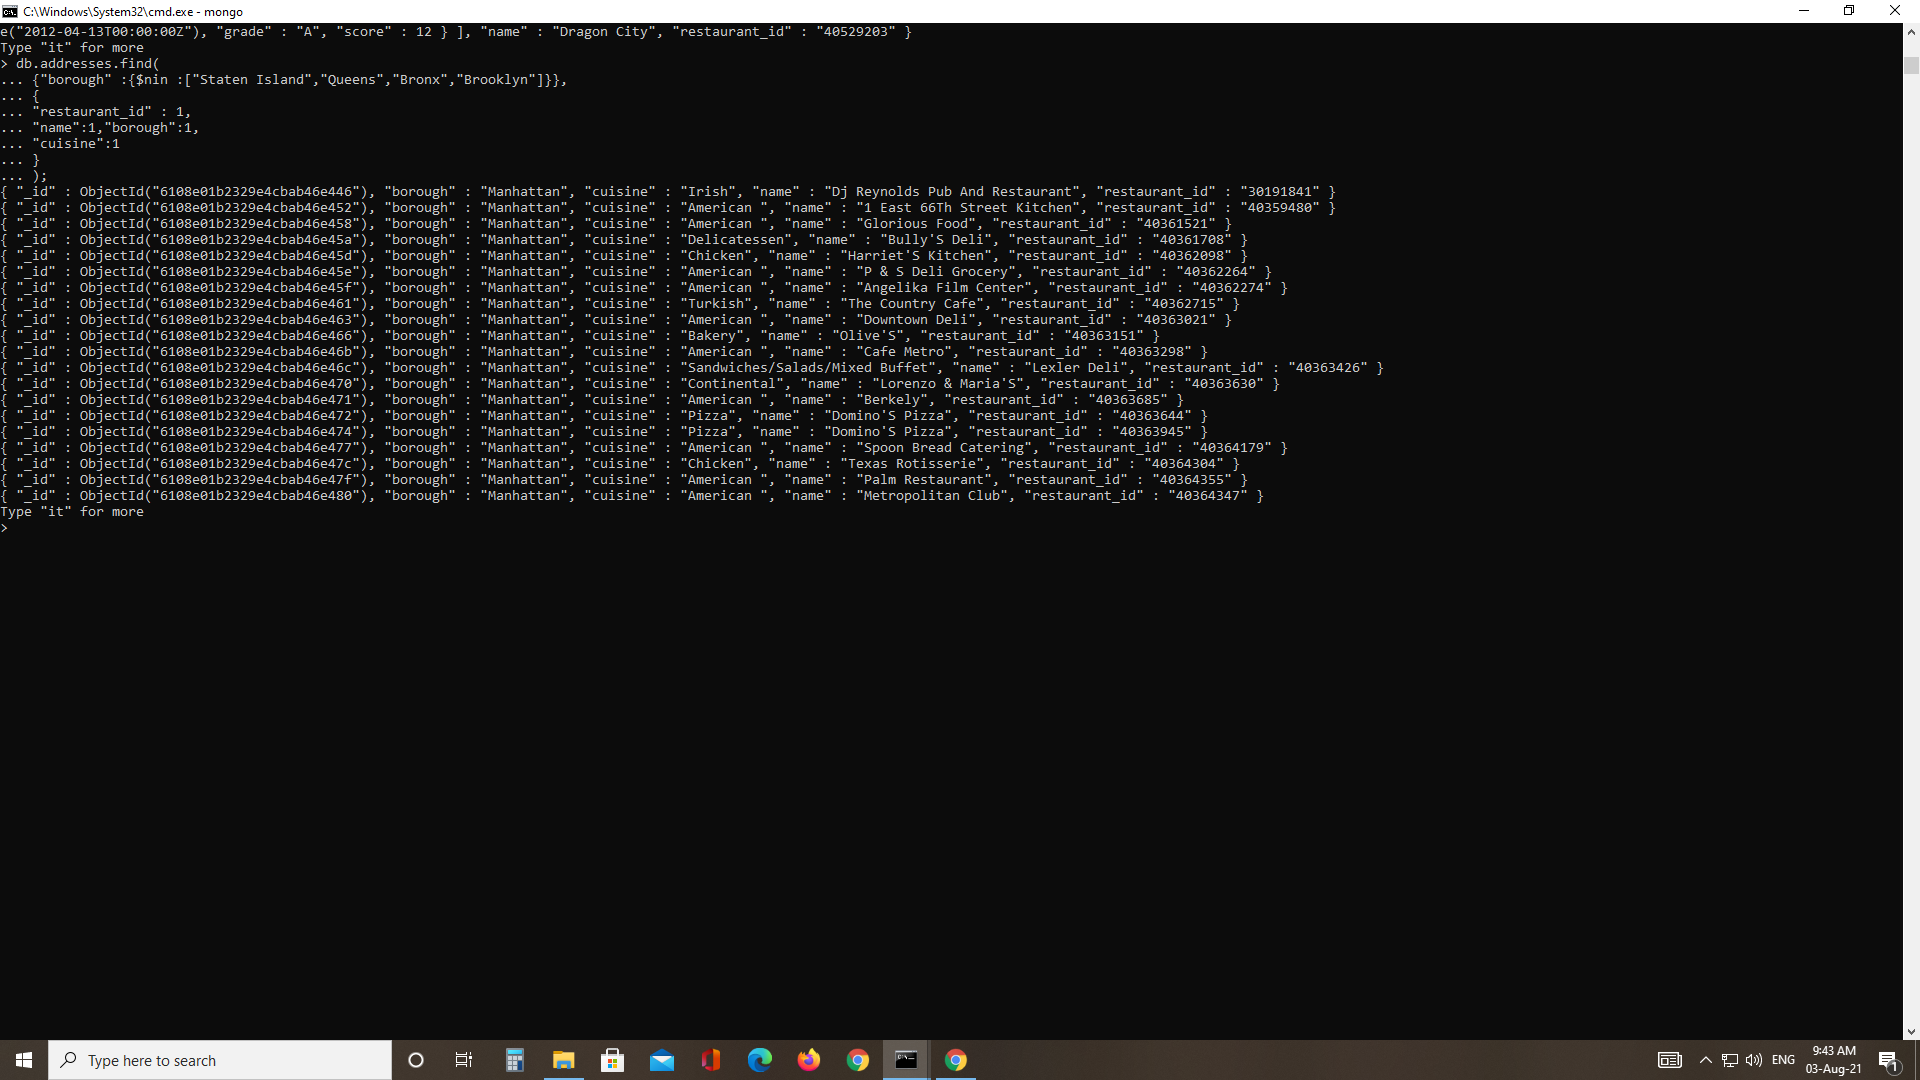 C:\Windows\System32\cmd.exe - mongo
e("2012-04-13T00:00:00Z"), "grade" : "A", "score" : 12 } ], "name" : "Dragon City", "restaurant_id" : "40529203" }
Type "it" for more
> db.addresses.find(
... {"borough" :{$nin :["Staten Island","Queens","Bronx","Brooklyn"]}},
... {
... "restaurant_id" : 1,
... "name":1,"borough":1,
... "cuisine":1
... }
... );
{ "_id" : ObjectId("6108e01b2329e4cbab46e446"), "borough" : "Manhattan", "cuisine" : "Irish", "name" : "Dj Reynolds Pub And Restaurant", "restaurant_id" : "30191841" }
{ "_id" : ObjectId("6108e01b2329e4cbab46e452"), "borough" : "Manhattan", "cuisine" : "American ", "name" : "1 East 66Th Street Kitchen", "restaurant_id" : "40359480" }
{ "_id" : ObjectId("6108e01b2329e4cbab46e458"), "borough" : "Manhattan", "cuisine" : "American ", "name" : "Glorious Food", "restaurant_id" : "40361521" }
{ "_id" : ObjectId("6108e01b2329e4cbab46e45a"), "borough" : "Manhattan", "cuisine" : "Delicatessen", "name" : "Bully'S Deli", "restaurant_id" : "40361708" }
{ "_id" : ObjectId("6108e01b2329e4cbab46e45d"), "borough" : "Manhattan", "cuisine" : "Chicken", "name" : "Harriet'S Kitchen", "restaurant_id" : "40362098" }
{ "_id" : ObjectId("6108e01b2329e4cbab46e45e"), "borough" : "Manhattan", "cuisine" : "American ", "name" : "P & S Deli Grocery", "restaurant_id" : "40362264" }
{ "_id" : ObjectId("6108e01b2329e4cbab46e45f"), "borough" : "Manhattan", "cuisine" : "American ", "name" : "Angelika Film Center", "restaurant_id" : "40362274" }
{ "_id" : ObjectId("6108e01b2329e4cbab46e461"), "borough" : "Manhattan", "cuisine" : "Turkish", "name" : "The Country Cafe", "restaurant_id" : "40362715" }
{ "_id" : ObjectId("6108e01b2329e4cbab46e463"), "borough" : "Manhattan", "cuisine" : "American ", "name" : "Downtown Deli", "restaurant_id" : "40363021" }
{ "_id" : ObjectId("6108e01b2329e4cbab46e466"), "borough" : "Manhattan", "cuisine" : "Bakery", "name" : "Olive'S", "restaurant_id" : "40363151" }
{ "_id" : ObjectId("6108e01b2329e4cbab46e46b"), "borough" : "Manhattan", "cuisine" : "American ", "name" : "Cafe Metro", "restaurant_id" : "40363298" }
{ "_id" : ObjectId("6108e01b2329e4cbab46e46c"), "borough" : "Manhattan", "cuisine" : "Sandwiches/Salads/Mixed Buffet", "name" : "Lexler Deli", "restaurant_id" : "40363426" }
{ "_id" : ObjectId("6108e01b2329e4cbab46e470"), "borough" : "Manhattan", "cuisine" : "Continental", "name" : "Lorenzo & Maria'S", "restaurant_id" : "40363630" }
{ "_id" : ObjectId("6108e01b2329e4cbab46e471"), "borough" : "Manhattan", "cuisine" : "American ", "name" : "Berkely", "restaurant_id" : "40363685" }
{ "_id" : ObjectId("6108e01b2329e4cbab46e472"), "borough" : "Manhattan", "cuisine" : "Pizza", "name" : "Domino'S Pizza", "restaurant_id" : "40363644" }
{ "_id" : ObjectId("6108e01b2329e4cbab46e474"), "borough" : "Manhattan", "cuisine" : "Pizza", "name" : "Domino'S Pizza", "restaurant_id" : "40363945" }
{ "_id" : ObjectId("6108e01b2329e4cbab46e477"), "borough" : "Manhattan", "cuisine" : "American ", "name" : "Spoon Bread Catering", "restaurant_id" : "40364179" }
{ "_id" : ObjectId("6108e01b2329e4cbab46e47c"), "borough" : "Manhattan", "cuisine" : "Chicken", "name" : "Texas Rotisserie", "restaurant_id" : "40364304" }
{ "_id" : ObjectId("6108e01b2329e4cbab46e47f"), "borough" : "Manhattan", "cuisine" : "American ", "name" : "Palm Restaurant", "restaurant_id" : "40364355" }
{ "_id" : ObjectId("6108e01b2329e4cbab46e480"), "borough" : "Manhattan", "cuisine" : "American ", "name" : "Metropolitan Club", "restaurant_id" : "40364347" }
Type "it" for more
>
Type here to search
ENG
9:43 AM
03-Aug-21
1